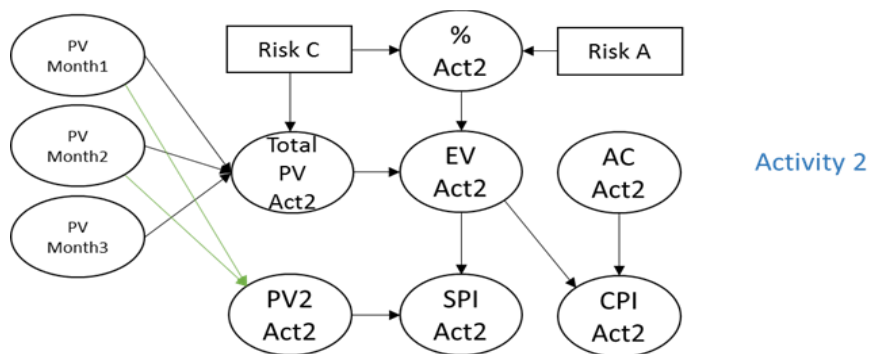 PV
Month1
Risk C
%
Act2
Risk A
PV
Month2
Total
PV
Act2
EV
Act2
AC
Act2
Activity 2
PV
Month3
PV2
Act2
SPI
Act2
CPI
Act2